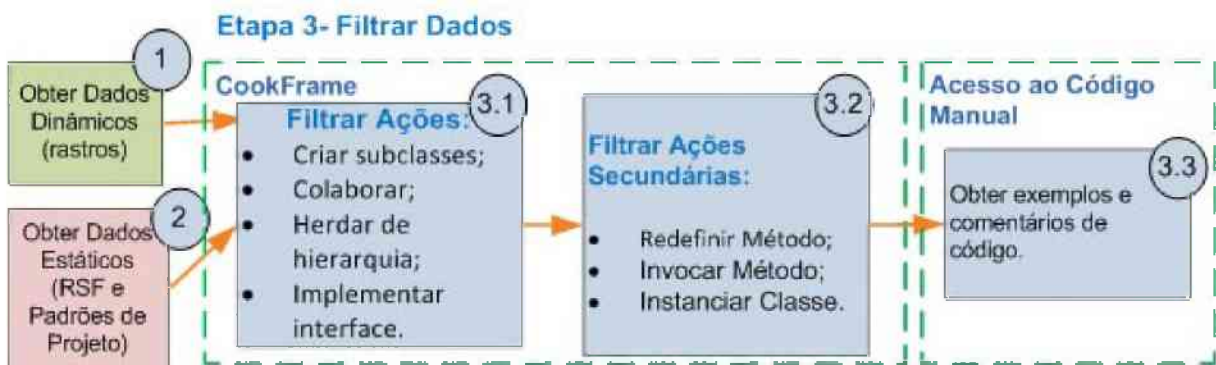 Etapa 3- Filtrar Dados
1
Obter Dados
Dinâmicos
(rastros)
2
Obter Dados
Estáticos
(RSF e
Padrões de
Projeto)
CookFrame
3.1
Filtrar Ações:
• Criar subclasses;
• Colaborar;
• Herdar de
hierarquia;
• Implementar
interface.
3.2
Filtrar Ações
Secundárias:
• Redefinir Método;
• Invocar Método;
• Instanciar Classe.
Acesso ao Código
Manual
3.3
Obter exemplos e
comentários de
código.